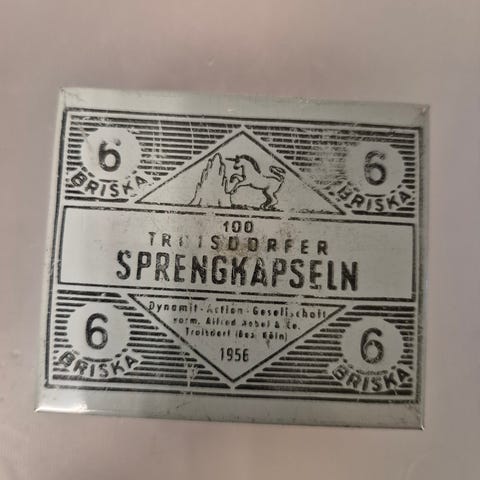 6 6
BRISKA BRISKA
100
TROISDORFER
SPRENGKAPSELN
Dynamit-Action-Gesellschaft
vorm. Alfred Nobel & Co.
Troisdorf (Bez. Köln)
1956
6 6
BRISKA BRISKA